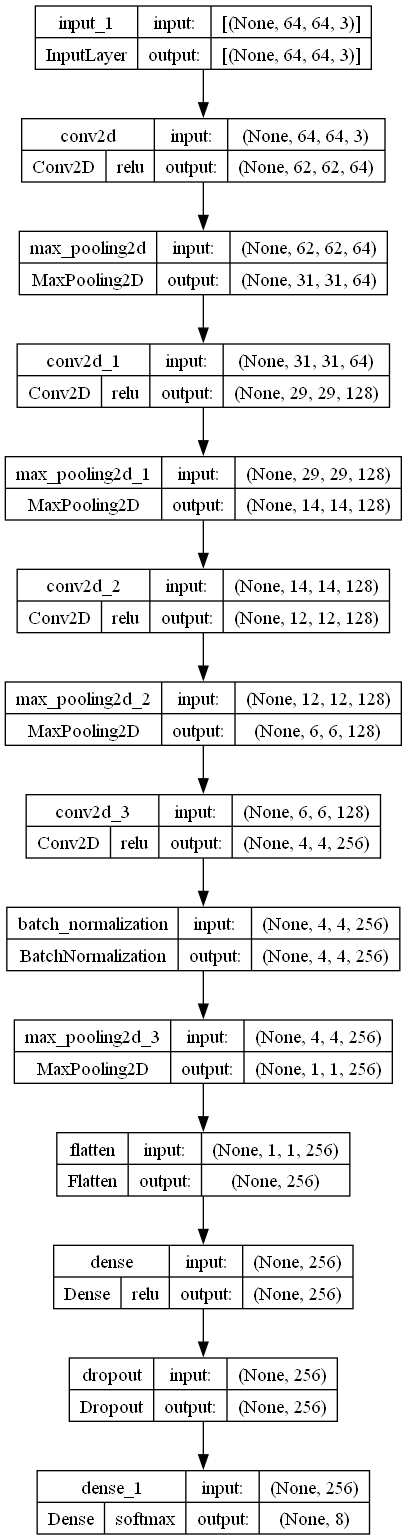 input_1 input: [(None, 64, 64, 3)]
InputLayer output: [(None, 64, 64, 3)]
conv2d input: (None, 64, 64, 3)
Conv2D relu output: (None, 62, 62, 64)
max_pooling2d input: (None, 62, 62, 64)
MaxPooling2D output: (None, 31, 31, 64)
conv2d_1 input: (None, 31, 31, 64)
Conv2D relu output: (None, 29, 29, 128)
max_pooling2d_1 input: (None, 29, 29, 128)
MaxPooling2D output: (None, 14, 14, 128)
conv2d_2 input: (None, 14, 14, 128)
Conv2D relu output: (None, 12, 12, 128)
max_pooling2d_2 input: (None, 12, 12, 128)
MaxPooling2D output: (None, 6, 6, 128)
conv2d_3 input: (None, 6, 6, 128)
Conv2D relu output: (None, 4, 4, 256)
batch_normalization input: (None, 4, 4, 256)
BatchNormalization output: (None, 4, 4, 256)
max_pooling2d_3 input: (None, 4, 4, 256)
MaxPooling2D output: (None, 1, 1, 256)
flatten input: (None, 1, 1, 256)
Flatten output: (None, 256)
dense input: (None, 256)
Dense relu output: (None, 256)
dropout input: (None, 256)
Dropout output: (None, 256)
dense_1 input: (None, 256)
Dense softmax output: (None, 8)